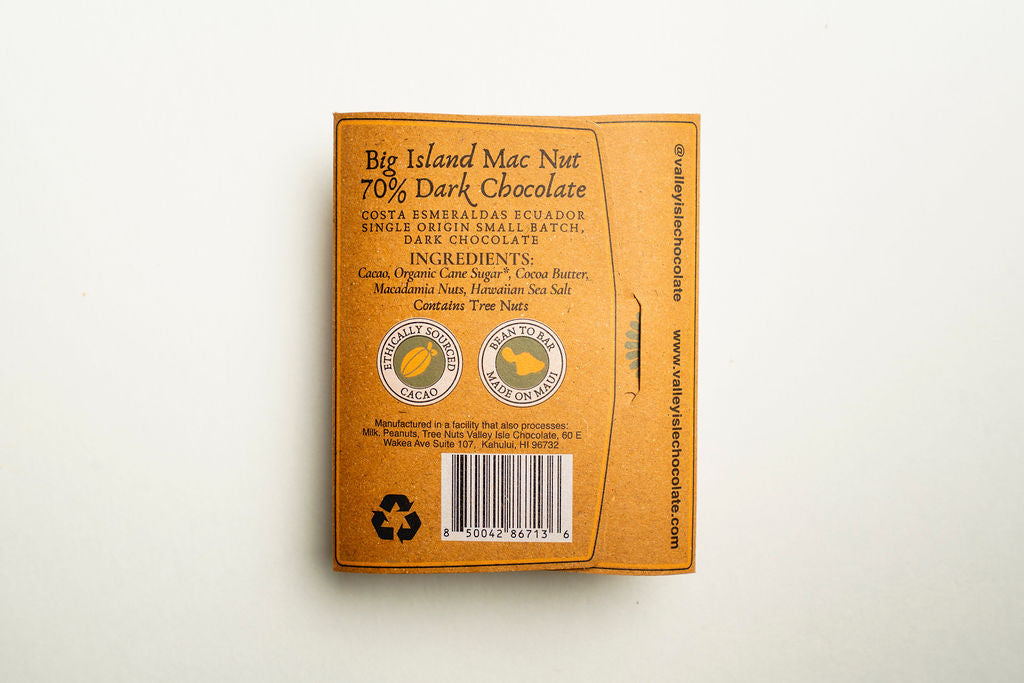 Big Island Mac Nut
70% Dark Chocolate
COSTA ESMERALDAS ECUADOR
SINGLE ORIGIN SMALL BATCH,
DARK CHOCOLATE
INGREDIENTS:
Cacao, Organic Cane Sugar*, Cocoa Butter,
Macadamia Nuts, Hawaiian Sea Salt
Contains Tree Nuts
ETHICALLY SOURCED
CACAO
BEAN TO BAR
MADE ON MAUI
Manufactured in a facility that also processes:
Milk, Peanuts, Tree Nuts Valley Isle Chocolate, 60 E
Wakea Ave Suite 107, Kahului, HI 96732
8 50042 86713 6
@valleyislechocolate
www.valleyislechocolate.com